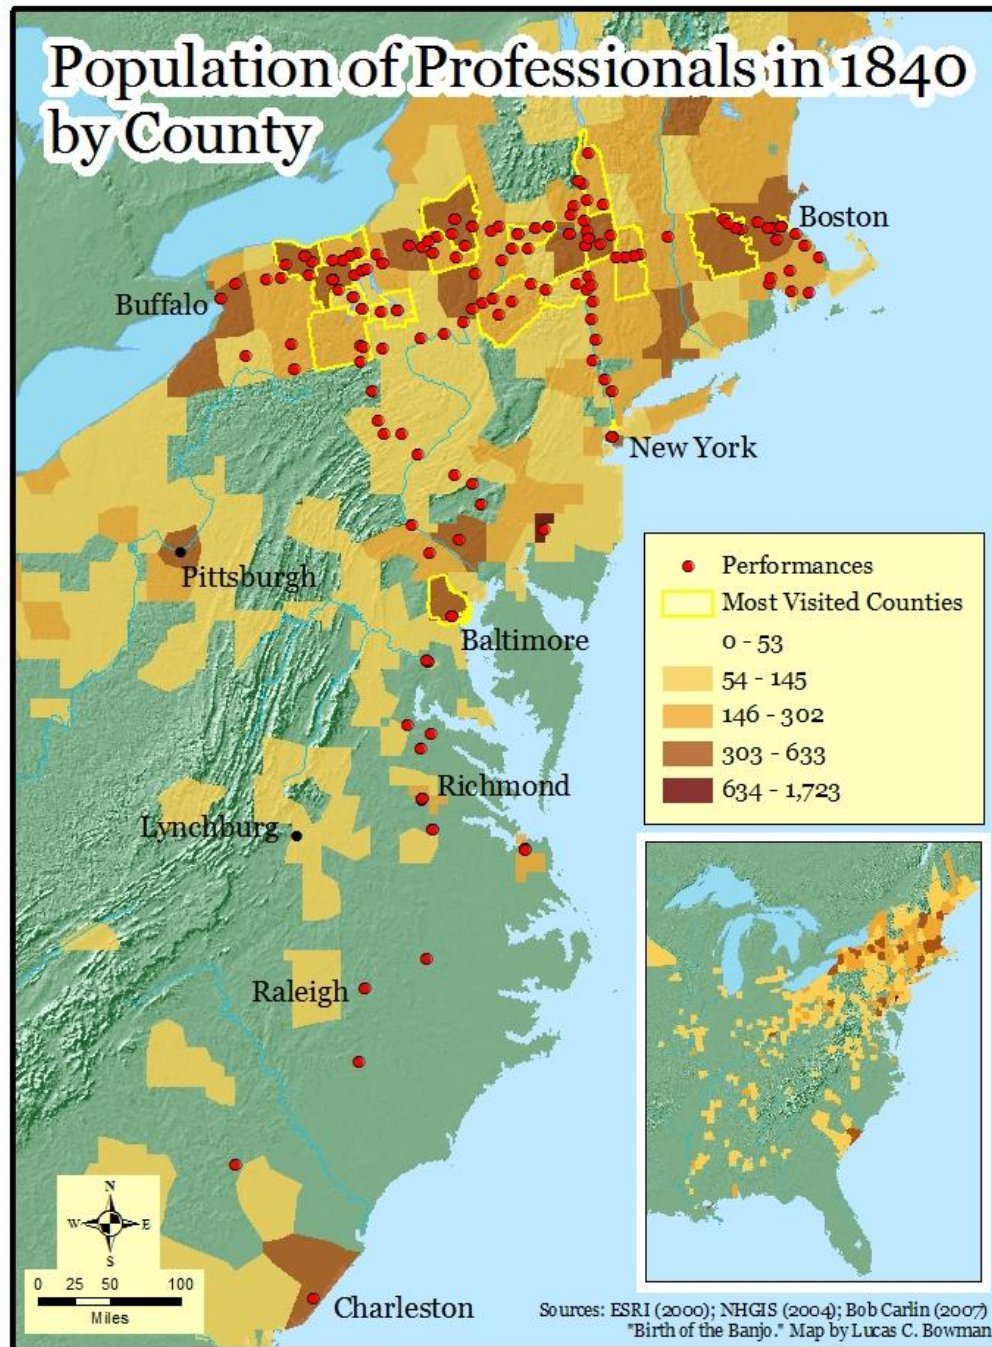 Population of Professionals in 1840
by County
Boston
Buffalo
New York
Pittsburgh
Baltimore
Richmond
Lynchburg
Raleigh
Charleston
Performances
Most Visited Counties
0 - 53
54 - 145
146 - 302
303 - 633
634 - 1,723
N
W E
S
0 25 50 100
Miles
Sources: ESRI (2000); NHGIS (2004); Bob Carlin (2007)
"Birth of the Banjo." Map by Lucas C. Bowman